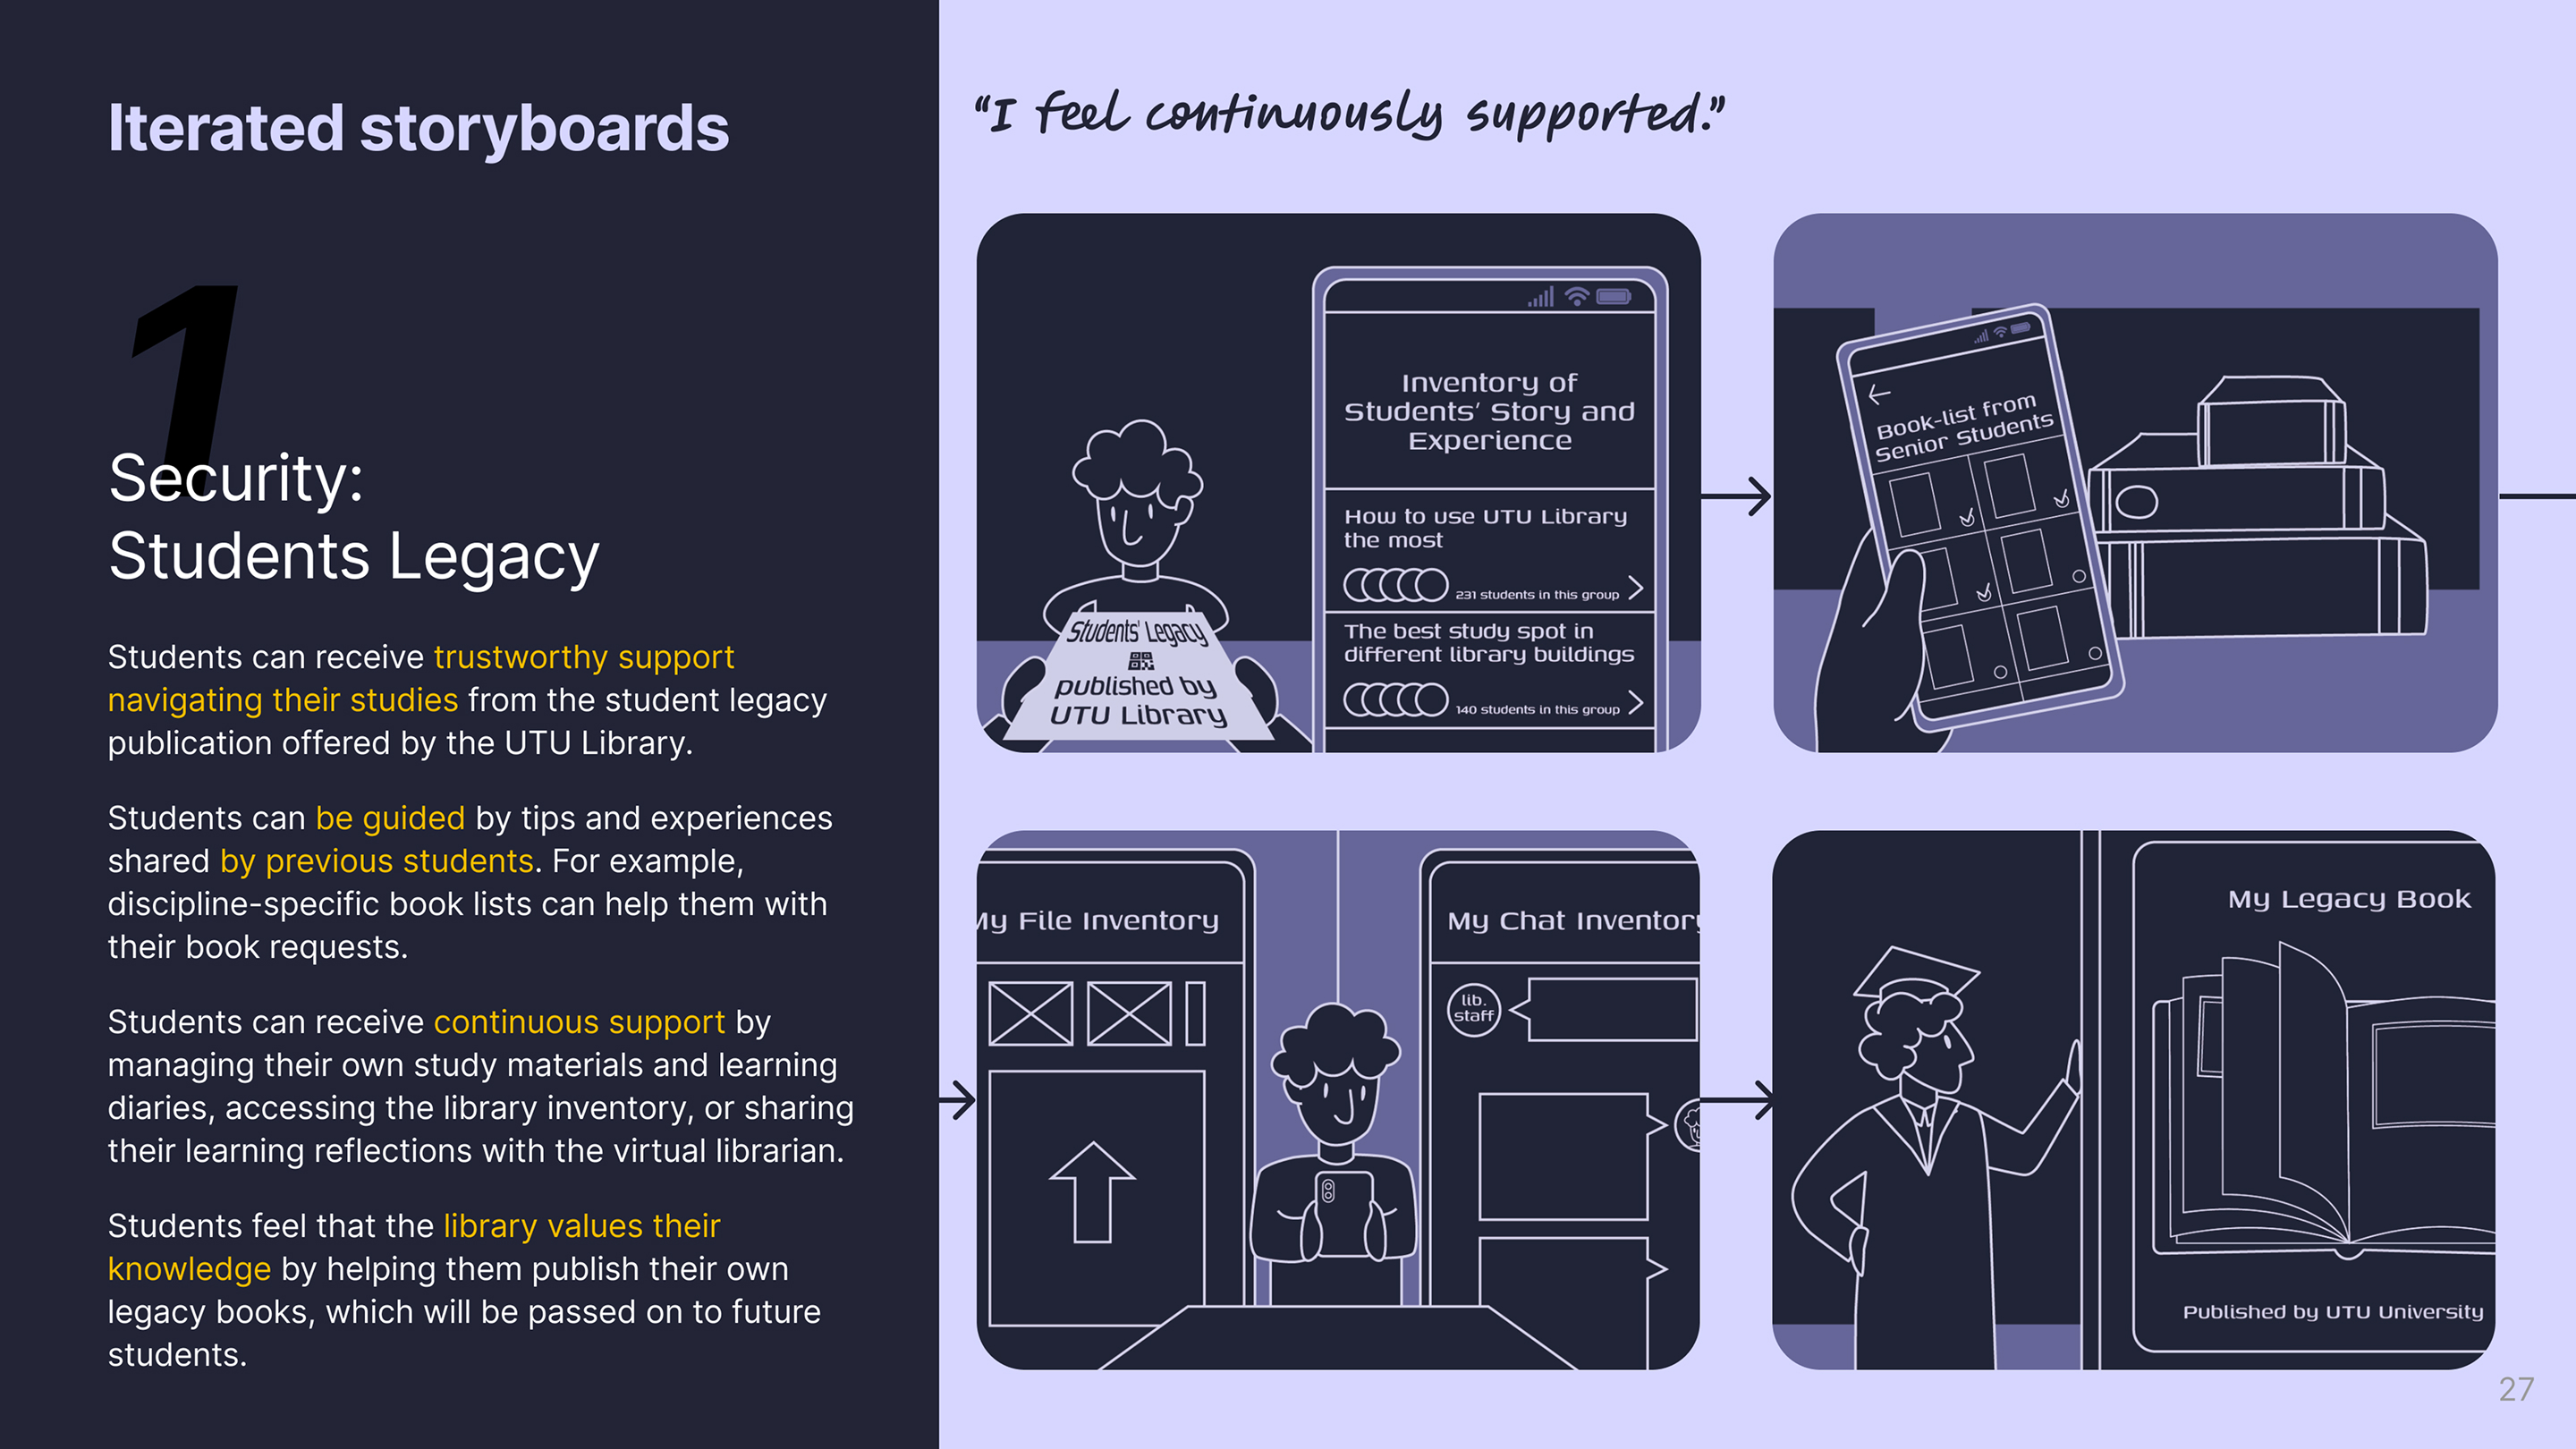 Iterated storyboards
1
Security:
Students Legacy
Students can receive trustworthy support
navigating their studies from the student legacy
publication offered by the UTU Library.
Students can be guided by tips and experiences
shared by previous students. For example,
discipline-specific book lists can help them with
their book requests.
Students can receive continuous support by
managing their own study materials and learning
diaries, accessing the library inventory, or sharing
their learning reflections with the virtual librarian.
Students feel that the library values their
knowledge by helping them publish their own
legacy books, which will be passed on to future
students.
“I feel continuously supported.”
Students' Legacy
published by
UTU Library
Inventory of
Students' Story and
Experience
How to use UTU Library
the most
231 students in this group
The best study spot in
different library buildings
140 students in this group
Book-list from
Senior Students
My File Inventory
My Chat Inventory
lib.
staff
My Legacy Book
Published by UTU University
27